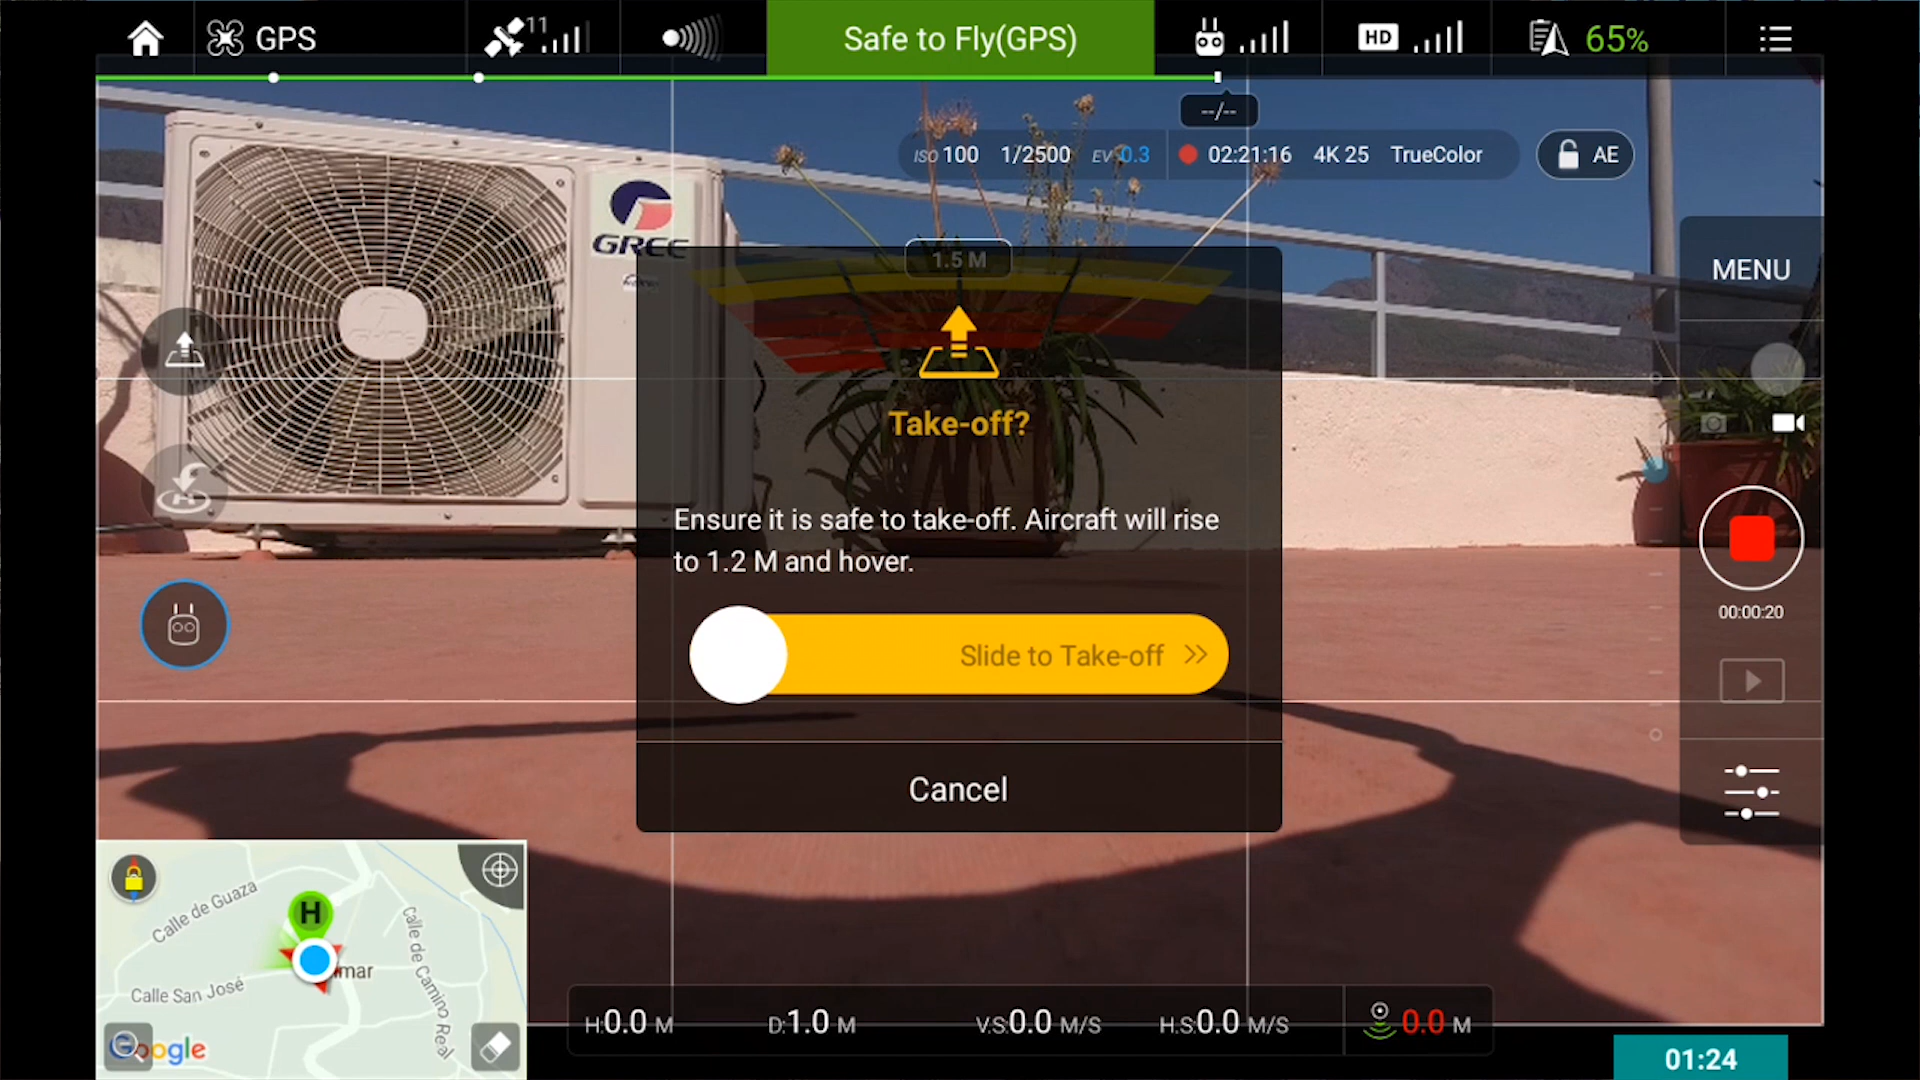 GPS
11
Safe to Fly(GPS)
HD
65%
--/--
ISO 100 1/2500 EV 0.3 02:21:16 4K 25 TrueColor
AE
GREE
1.5 M
MENU
Take-off?
Ensure it is safe to take-off. Aircraft will rise
to 1.2 M and hover.
Slide to Take-off
00:00:20
Cancel
Calle de Guaza
H
imar
Calle San José
Calle de Camino Real
Google
H:0.0 M D:1.0 M V.S:0.0 M/S H.S:0.0 M/S 0.0 M
01:24